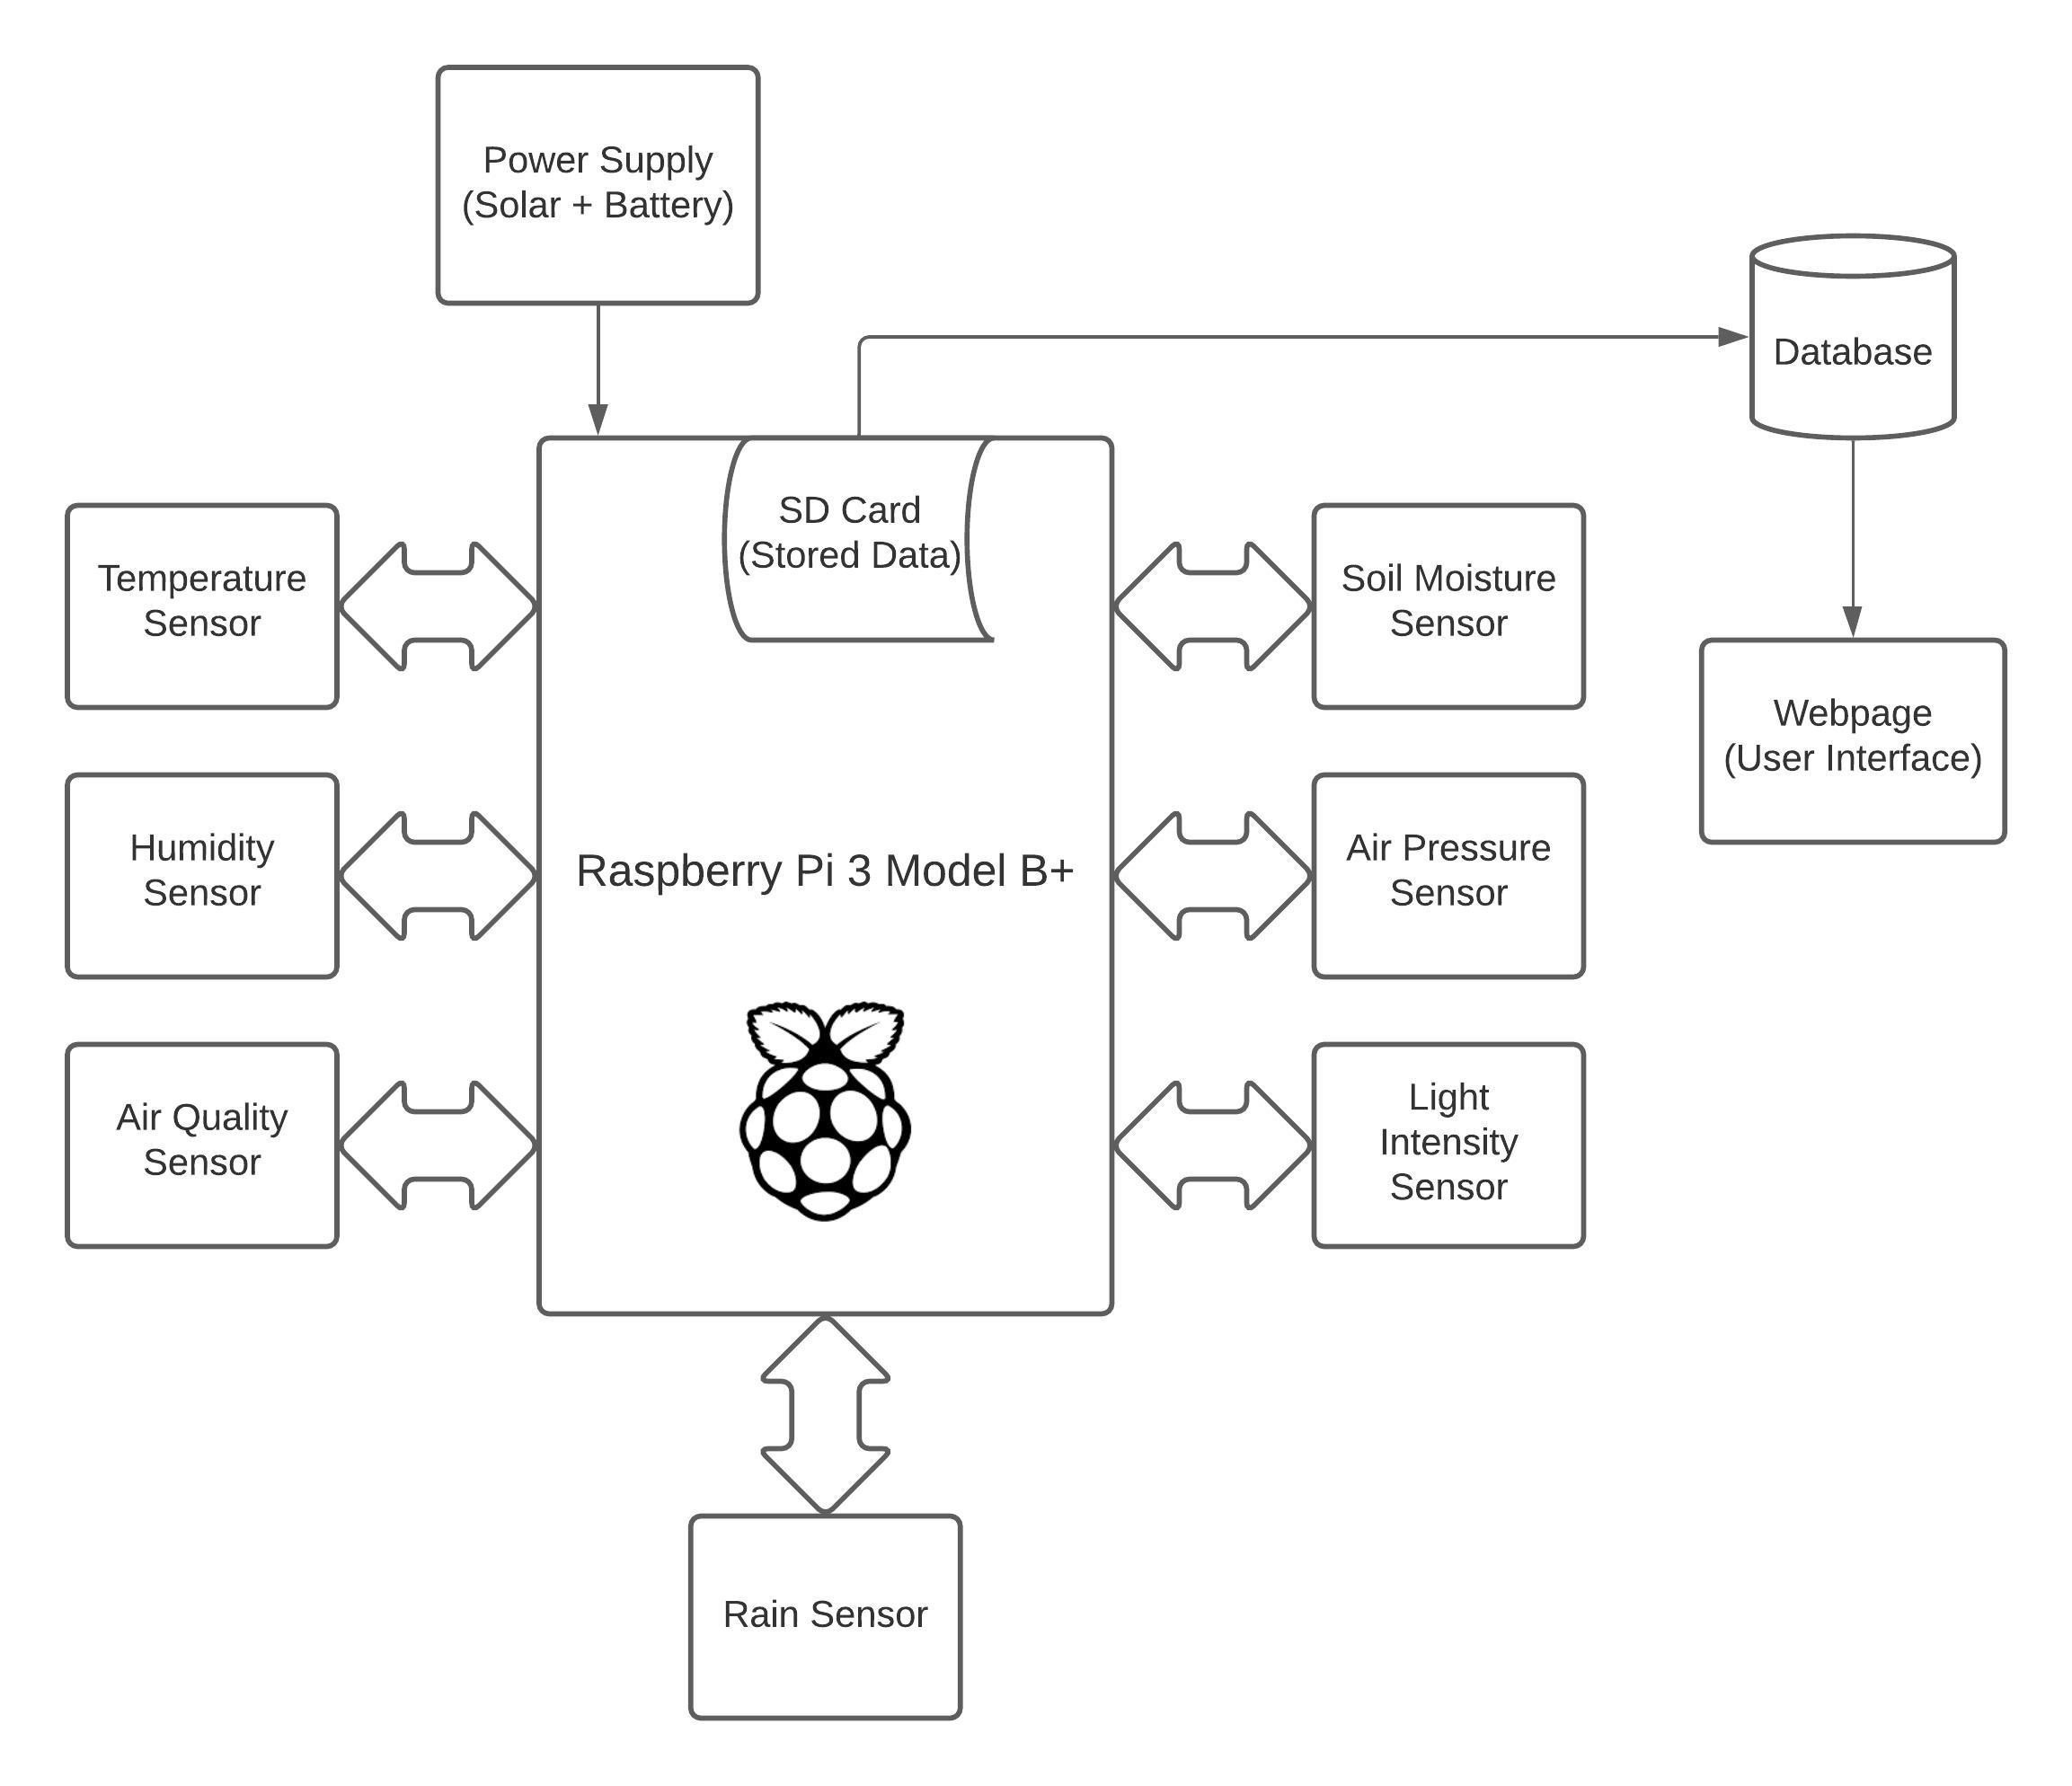 Power Supply
(Solar + Battery)
Database
SD Card
(Stored Data)
Temperature
Sensor
Soil Moisture
Sensor
Webpage
(User Interface)
Humidity
Sensor
Raspberry Pi 3 Model B+
Air Pressure
Sensor
Air Quality
Sensor
Light
Intensity
Sensor
Rain Sensor